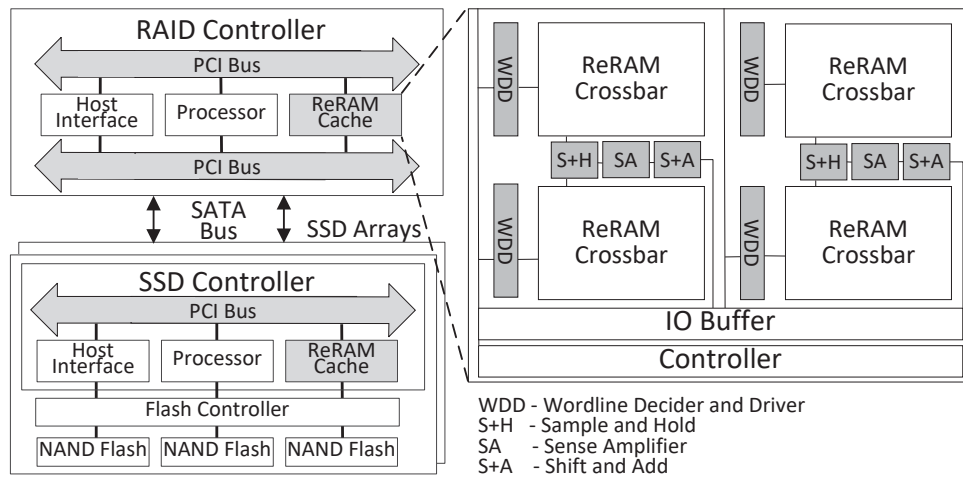 RAID Controller
PCI Bus
Host
Interface
Processor
ReRAM
Cache
PCI Bus
SATA
Bus
SSD Arrays
SSD Controller
PCI Bus
Host
Interface
Processor
ReRAM
Cache
Flash Controller
NAND Flash
NAND Flash
NAND Flash
WDD
ReRAM
Crossbar
WDD
ReRAM
Crossbar
S+H
SA
S+A
S+H
SA
S+A
WDD
ReRAM
Crossbar
WDD
ReRAM
Crossbar
IO Buffer
Controller
WDD - Wordline Decider and Driver
S+H - Sample and Hold
SA - Sense Amplifier
S+A - Shift and Add